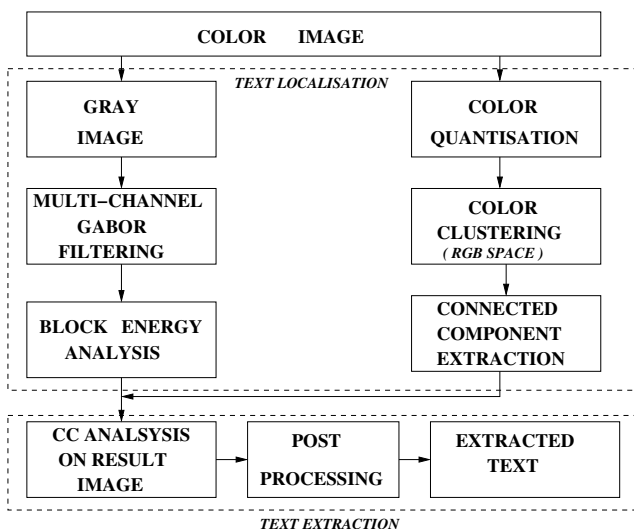 COLOR IMAGE
TEXT LOCALISATION
GRAY
IMAGE
MULTI–CHANNEL
GABOR
FILTERING
BLOCK ENERGY
ANALYSIS
COLOR
QUANTISATION
COLOR
CLUSTERING
( RGB SPACE )
CONNECTED
COMPONENT
EXTRACTION
CC ANALSYSIS
ON RESULT
IMAGE
POST
PROCESSING
EXTRACTED
TEXT
TEXT EXTRACTION